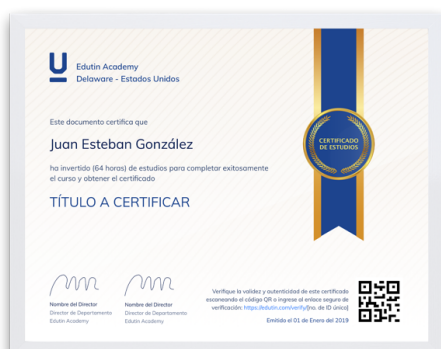 Edutin Academy
Delaware - Estados Unidos
Este documento certifica que
Juan Esteban González
ha invertido (64 horas) de estudios para completar exitosamente
el curso y obtener el certificado
TÍTULO A CERTIFICAR
CERTIFICADO
DE ESTUDIOS
Nombre del Director
Director de Departamento
Edutin Academy
Nombre del Director
Director de Departamento
Edutin Academy
Verifique la validez y autenticidad de este certificado
escaneando el código QR o ingrese al enlace seguro de
verificación: https://edutin.com/verify/[no. de ID único]
Emitido el 01 de Enero del 2019